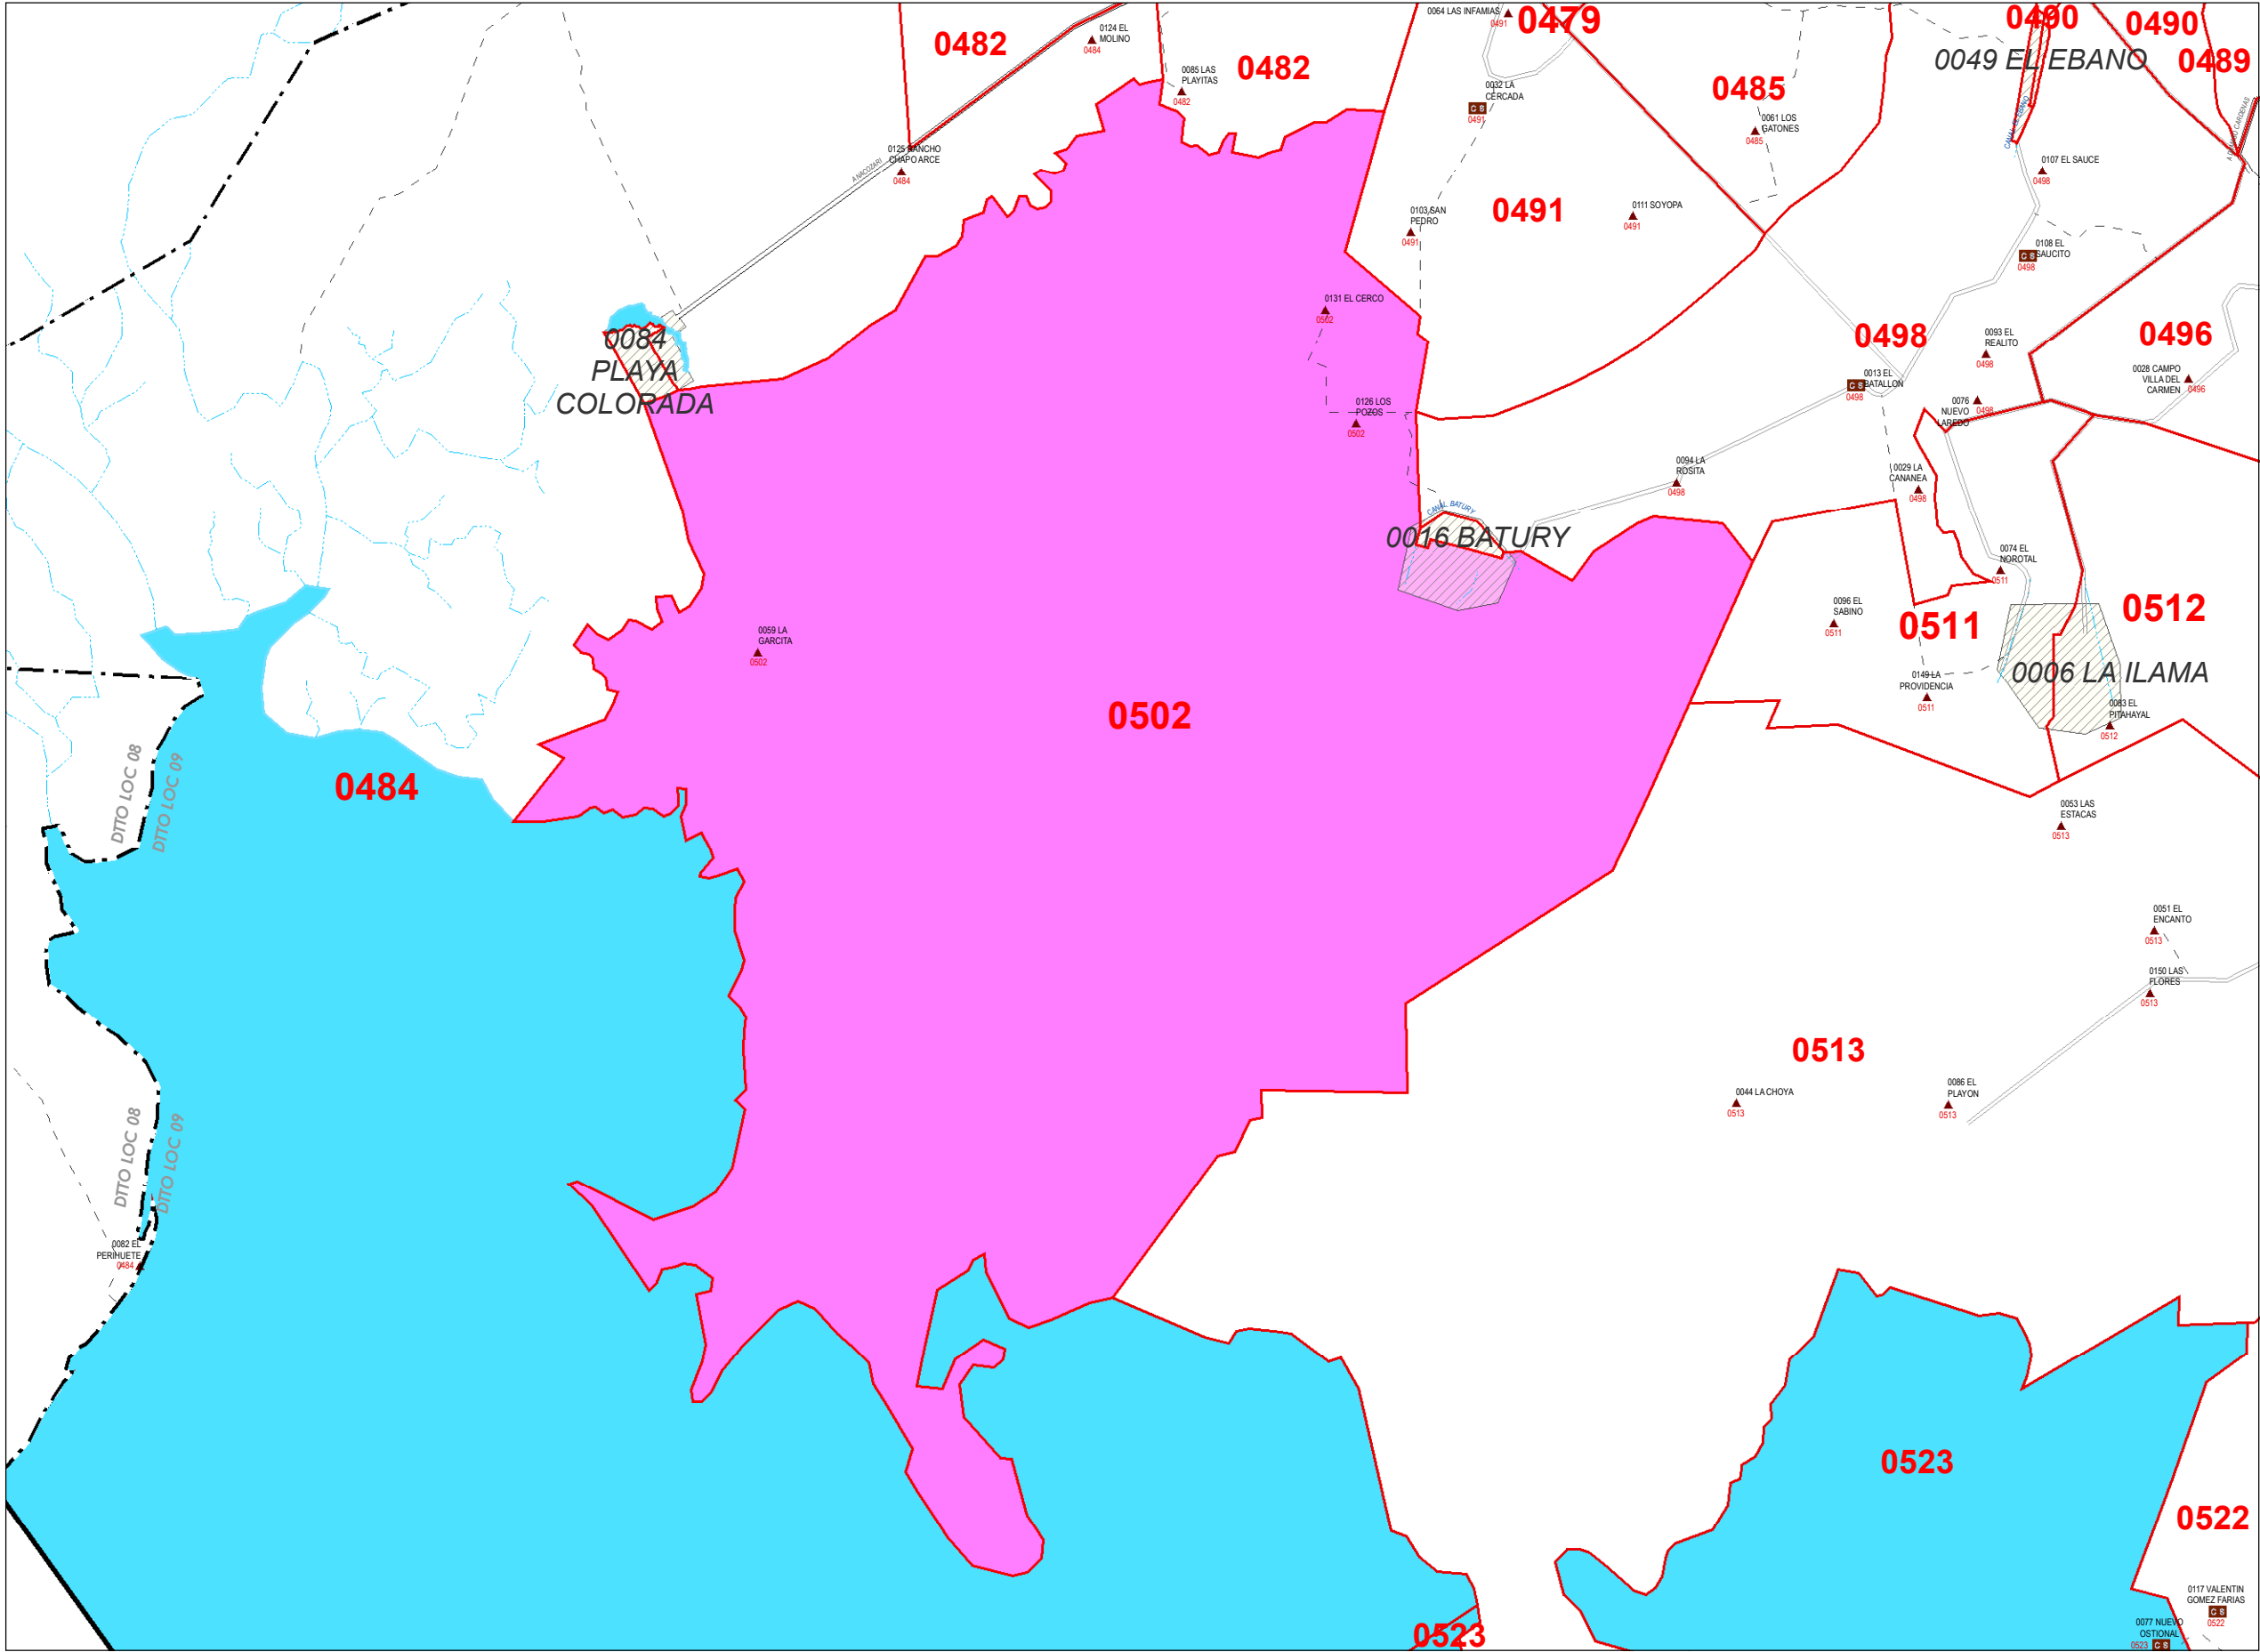 0064 LAS INFAMIAS
0491
0479
0490
0490
0482
0124 EL
MOLINO
0484
0049 EL EBANO
0489
0085 LAS
PLAYITAS
0482
0482
0032 LA
CERCADA
C S
0491
0485
0061 LOS
GATONES
0485
CANAL EL EBANO
0125 RANCHO
CHAPO ARCE
0484
A NACOZARI
0107 EL SAUCE
0498
0103 SAN
PEDRO
0491
0491
0111 SOYOPA
0491
0108 EL
SAUCITO
C S
0498
0131 EL CERCO
0502
0084
PLAYA
COLORADA
0498
0093 EL
REALITO
0498
0496
0013 EL
BATALLON
C S
0498
0028 CAMPO
VILLA DEL
CARMEN
0496
0126 LOS
POZOS
0502
0076
NUEVO
LAREDO
0498
0094 LA
ROSITA
0498
0029 LA
CANANEA
0498
CANAL BATURY
0016 BATURY
0074 EL
NOROTAL
0511
0096 EL
SABINO
0511
0511
0512
0059 LA
GARCITA
0502
0149 LA
PROVIDENCIA
0511
0006 LA ILAMA
0083 EL
PITAHAYAL
0512
0502
0484
DTTO LOC 08
DTTO LOC 09
0053 LAS
ESTACAS
0513
0051 EL
ENCANTO
0513
0150 LAS
FLORES
0513
0513
0044 LA CHOYA
0513
0086 EL
PLAYON
0513
DTTO LOC 08
DTTO LOC 09
0082 EL
PERIHUETE
0484
0523
0522
0117 VALENTIN
GOMEZ FARIAS
C S
0522
0077 NUEVO
OSTIONAL
0523 C S
0523